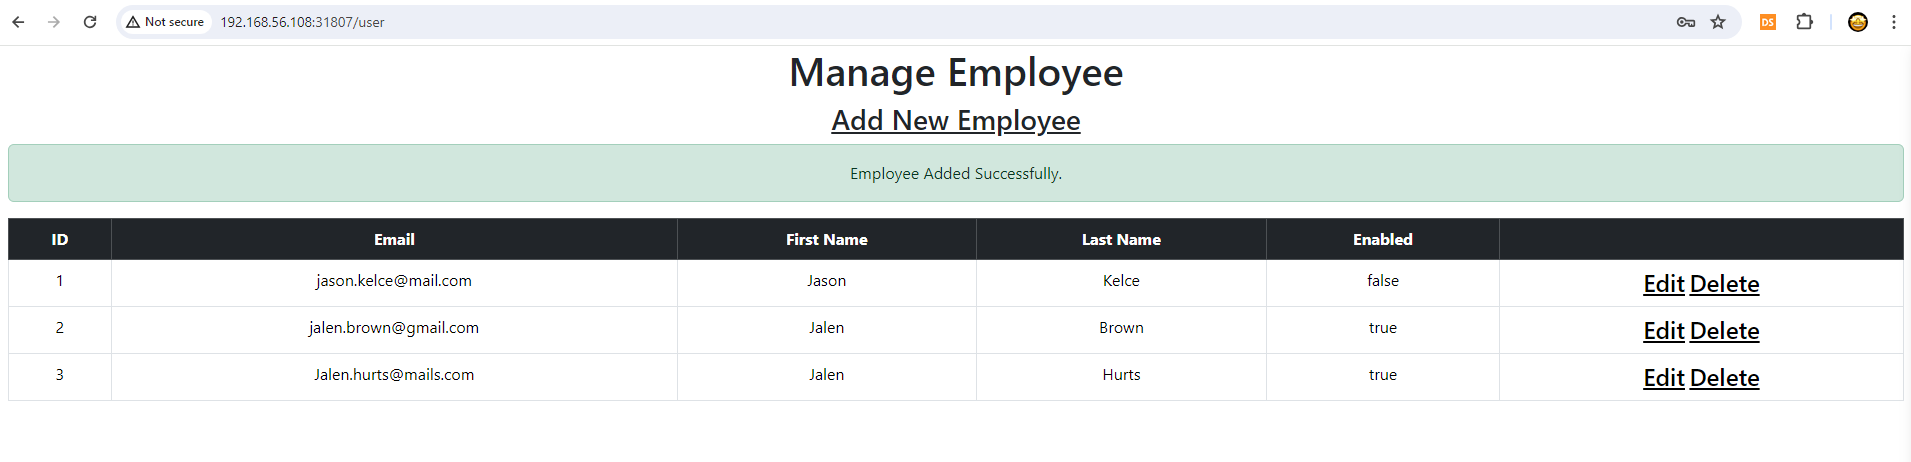 Not secure 192.168.56.108:31807/user DS
Manage Employee
Add New Employee
Employee Added Successfully.
ID Email First Name Last Name Enabled
1 jason.kelce@mail.com Jason Kelce false Edit Delete
2 jalen.brown@gmail.com Jalen Brown true Edit Delete
3 Jalen.hurts@mails.com Jalen Hurts true Edit Delete